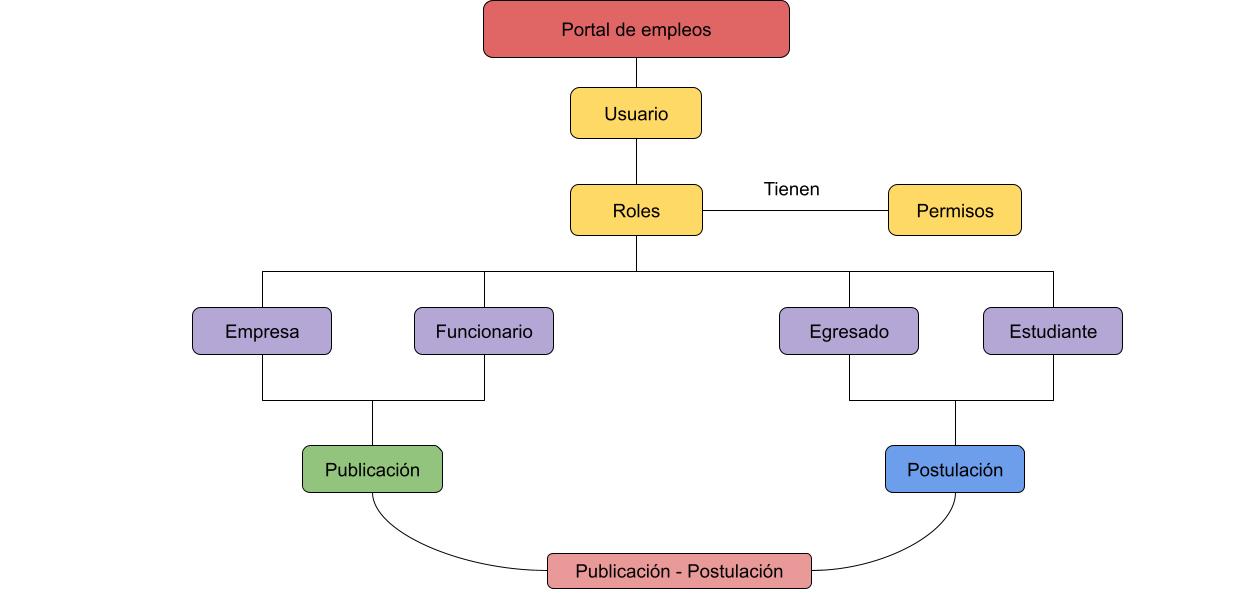 Portal de empleos
Usuario
Tienen
Roles
Permisos
Empresa
Funcionario
Egresado
Estudiante
Publicación
Postulación
Publicación - Postulación